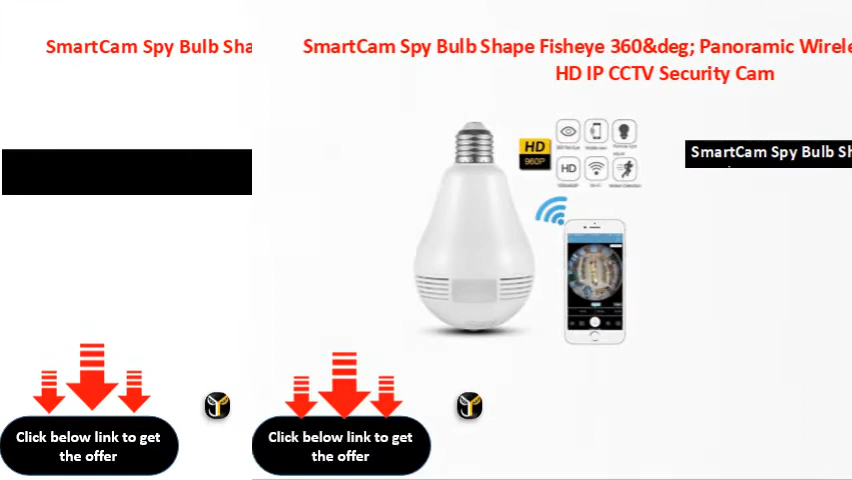 SmartCam Spy Bulb Sha
SmartCam Spy Bulb Shape Fisheye 360&deg; Panoramic Wirele
HD IP CCTV Security Cam
HD
960P
HD
SmartCam Spy Bulb Sh
Click below link to get
the offer
Click below link to get
the offer